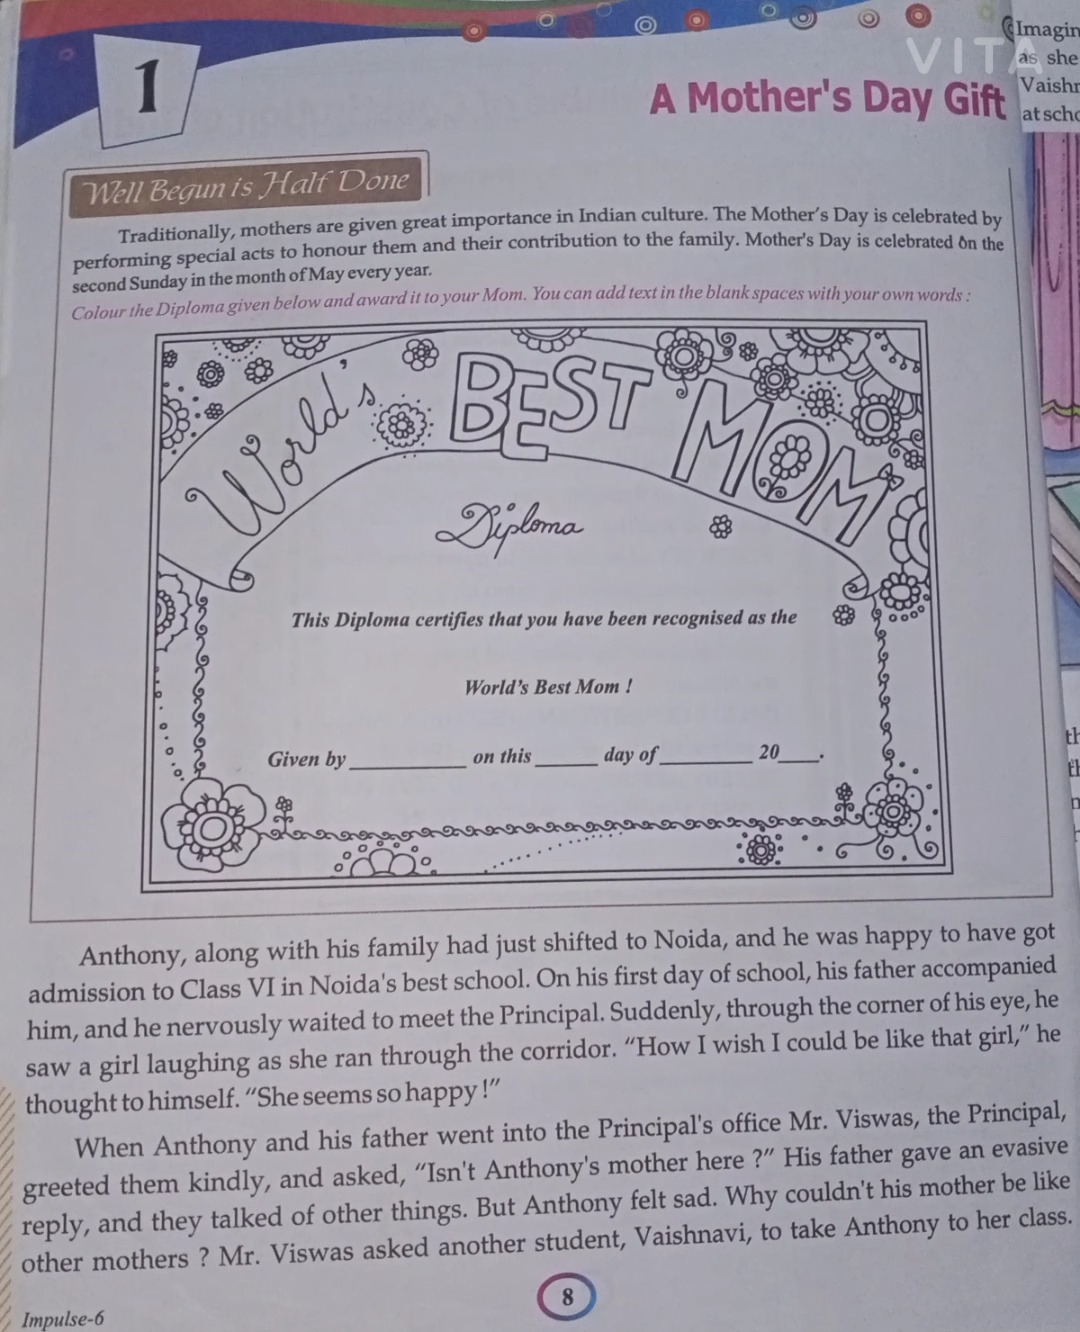 1
VITA
Imagin
as she
Vaishn
at scho
A Mother's Day Gift
Well Begun is Half Done
Traditionally, mothers are given great importance in Indian culture. The Mother's Day is celebrated by
performing special acts to honour them and their contribution to the family. Mother's Day is celebrated on the
second Sunday in the month of May every year.
Colour the Diploma given below and award it to your Mom. You can add text in the blank spaces with your own words :
World's BEST MOM
Diploma
This Diploma certifies that you have been recognised as the
World's Best Mom !
Given by __________ on this _____ day of ________ 20___.
Anthony, along with his family had just shifted to Noida, and he was happy to have got
admission to Class VI in Noida's best school. On his first day of school, his father accompanied
him, and he nervously waited to meet the Principal. Suddenly, through the corner of his eye, he
saw a girl laughing as she ran through the corridor. "How I wish I could be like that girl," he
thought to himself. "She seems so happy !"
When Anthony and his father went into the Principal's office Mr. Viswas, the Principal,
greeted them kindly, and asked, "Isn't Anthony's mother here ?" His father gave an evasive
reply, and they talked of other things. But Anthony felt sad. Why couldn't his mother be like
other mothers ? Mr. Viswas asked another student, Vaishnavi, to take Anthony to her class.
Impulse-6
8